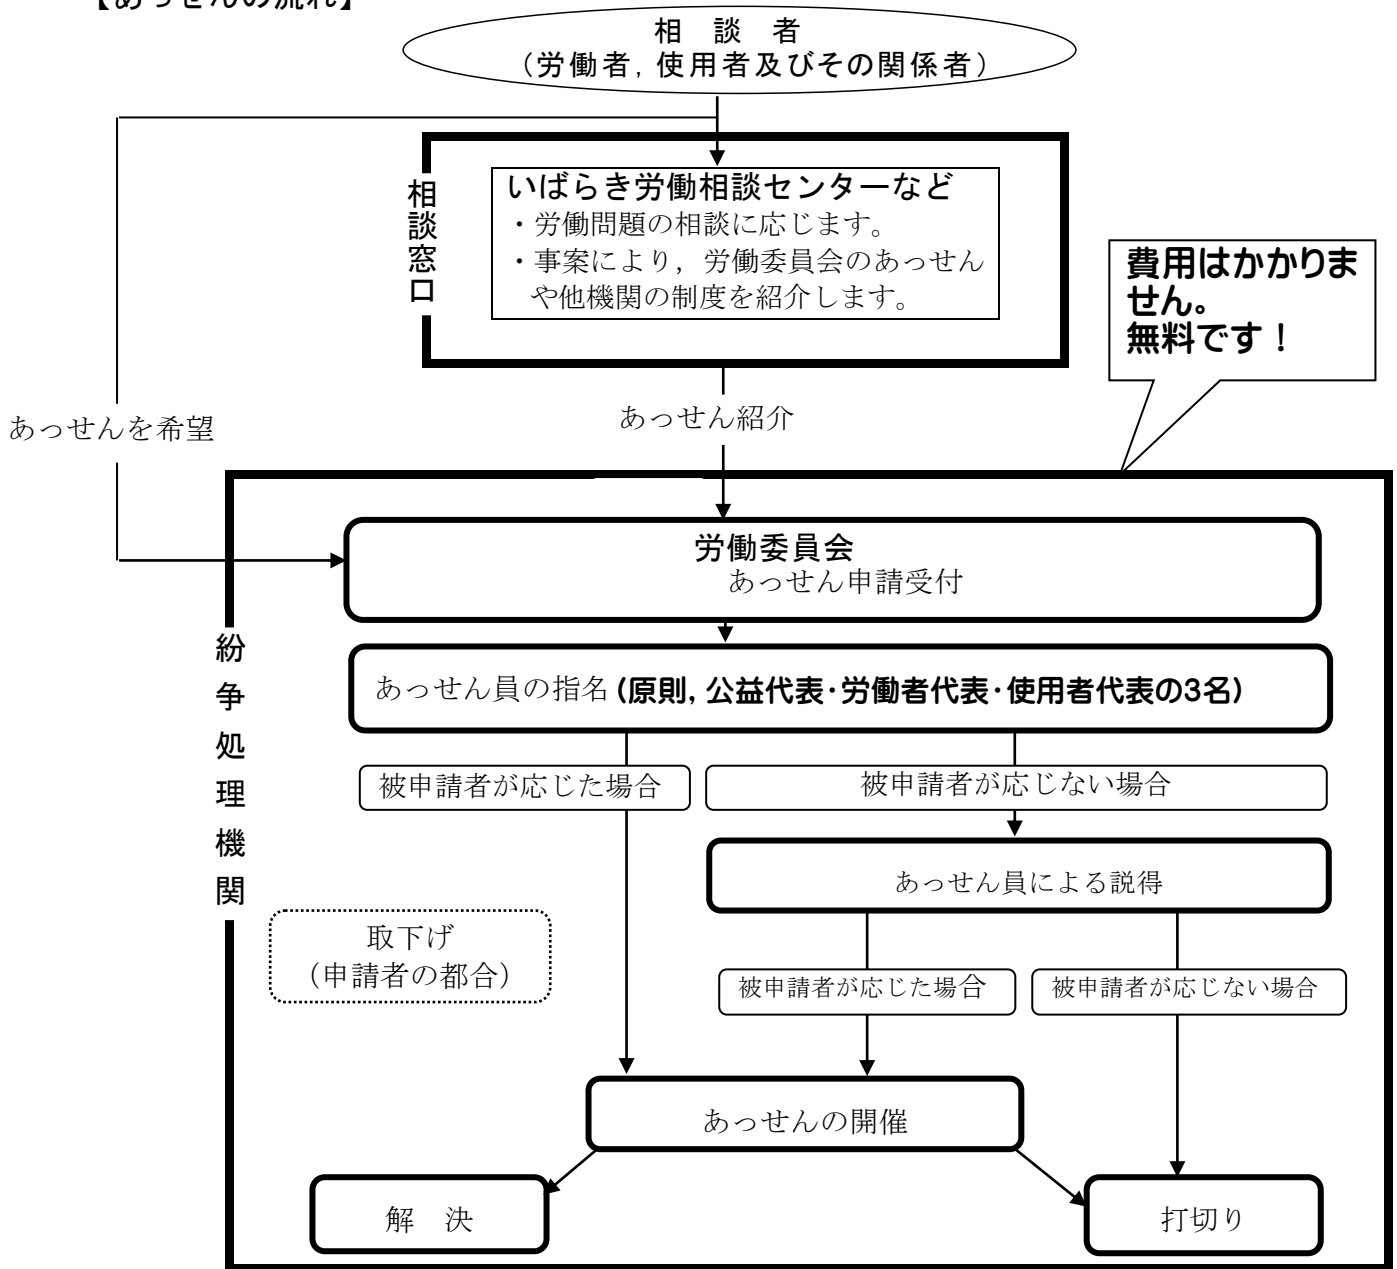 【あっせんの流れ】
相　談　者
（労働者，使用者及びその関係者）
相談窓口
いばらき労働相談センターなど
・労働問題の相談に応じます。
・事案により，労働委員会のあっせん
や他機関の制度を紹介します。
費用はかかりま
せん。
無料です！
あっせんを希望
あっせん紹介
労働委員会
あっせん申請受付
紛争処理機関
あっせん員の指名（原則，公益代表・労働者代表・使用者代表の3名）
被申請者が応じた場合
被申請者が応じない場合
あっせん員による説得
取下げ
（申請者の都合）
被申請者が応じた場合
被申請者が応じない場合
あっせんの開催
解　決
打切り